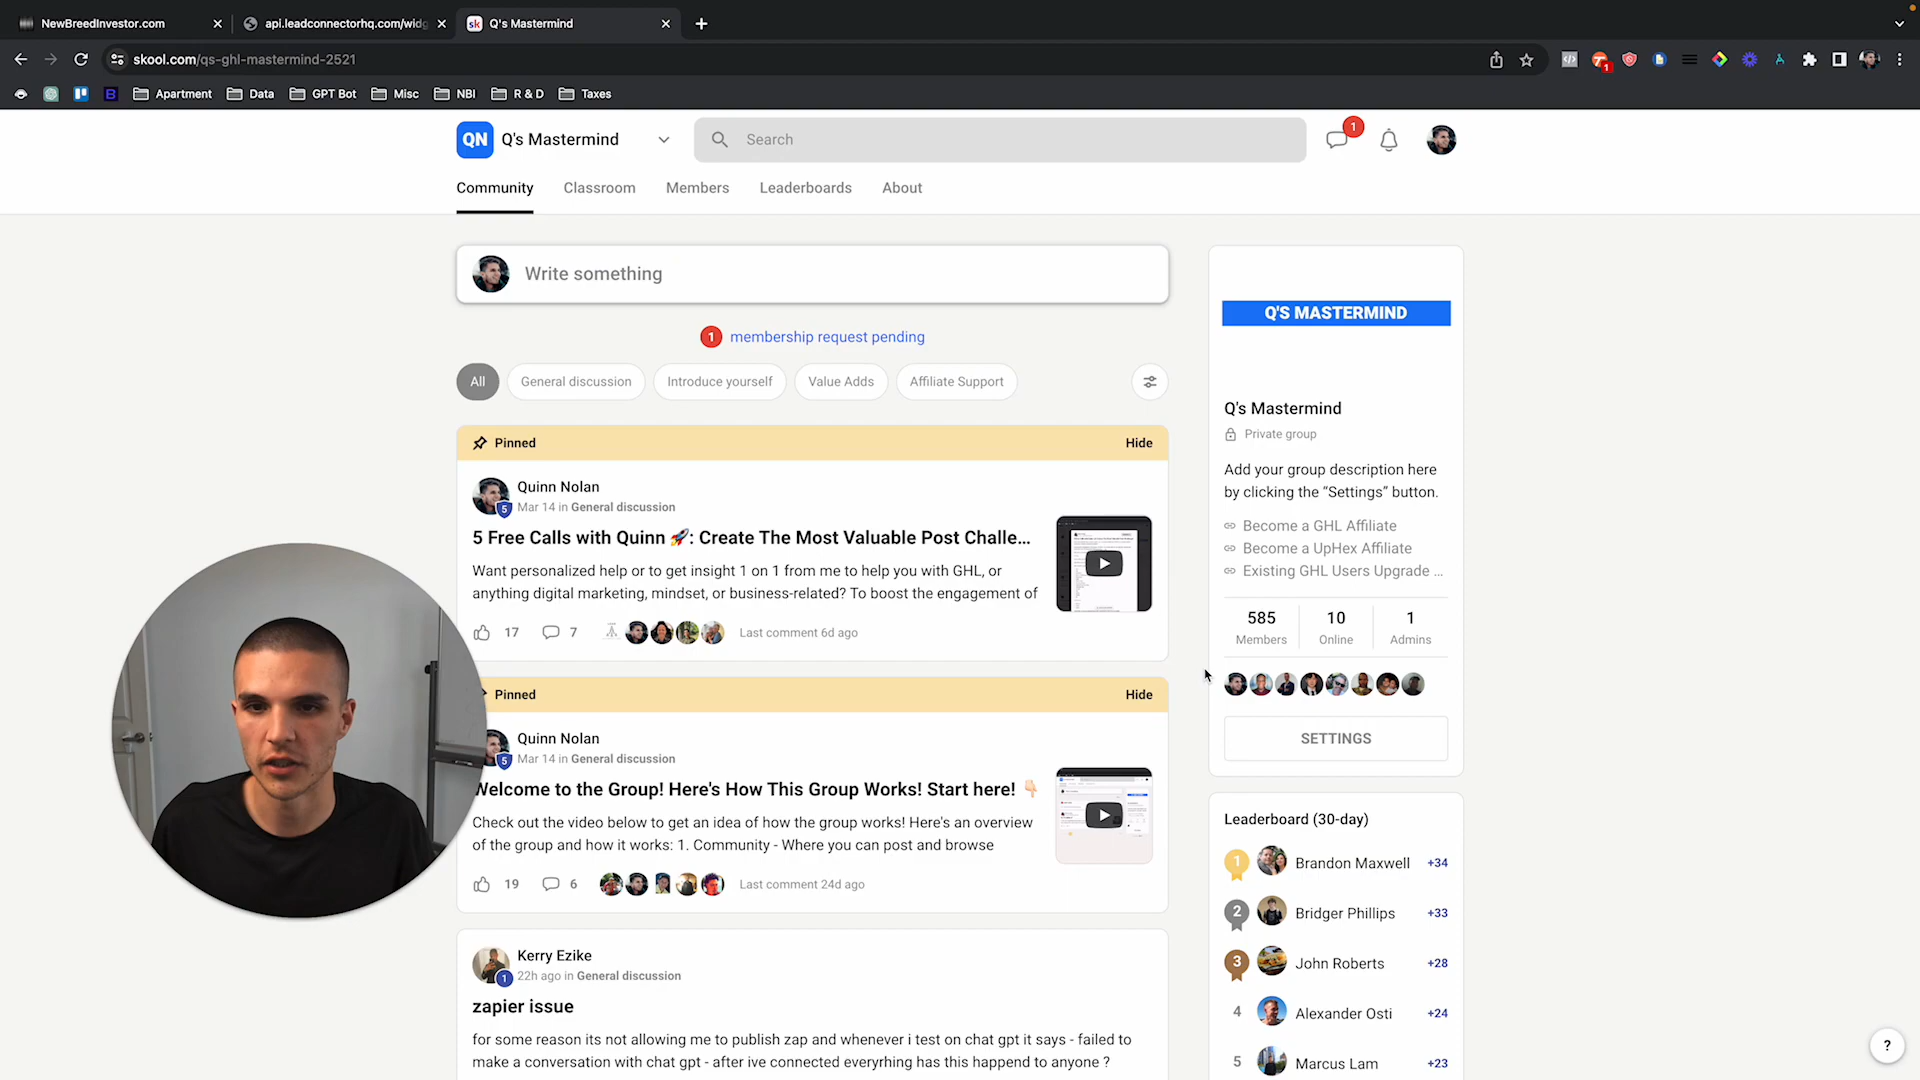 NewBreedInvestor.com
api.leadconnectorhq.com/widg
sk
Q's Mastermind
skool.com/qs-ghl-mastermind-2521
1
B
Apartment
Data
GPT Bot
Misc
NBI
R & D
Taxes
QN
Q's Mastermind
Search
1
Community
Classroom
Members
Leaderboards
About
Write something
1 membership request pending
All
General discussion
Introduce yourself
Value Adds
Affiliate Support
Pinned
Hide
Quinn Nolan
5
Mar 14 in General discussion
5 Free Calls with Quinn 🚀: Create The Most Valuable Post Challe...
Want personalized help or to get insight 1 on 1 from me to help you with GHL, or
anything digital marketing, mindset, or business-related? To boost the engagement of
17
7
Last comment 6d ago
Pinned
Hide
Quinn Nolan
5
Mar 14 in General discussion
Welcome to the Group! Here's How This Group Works! Start here! 👇🏻
Check out the video below to get an idea of how the group works! Here's an overview
of the group and how it works: 1. Community - Where you can post and browse
19
6
Last comment 24d ago
Kerry Ezike
1
22h ago in General discussion
zapier issue
for some reason its not allowing me to publish zap and whenever i test on chat gpt it says - failed to
make a conversation with chat gpt - after ive connected everyrhing has this happend to anyone ?
Q'S MASTERMIND
Q's Mastermind
Private group
Add your group description here
by clicking the “Settings” button.
Become a GHL Affiliate
Become a UpHex Affiliate
Existing GHL Users Upgrade ...
585
Members
10
Online
1
Admins
SETTINGS
Leaderboard (30-day)
1 Brandon Maxwell +34
2 Bridger Phillips +33
3 John Roberts +28
4 Alexander Osti +24
5 Marcus Lam +23
?